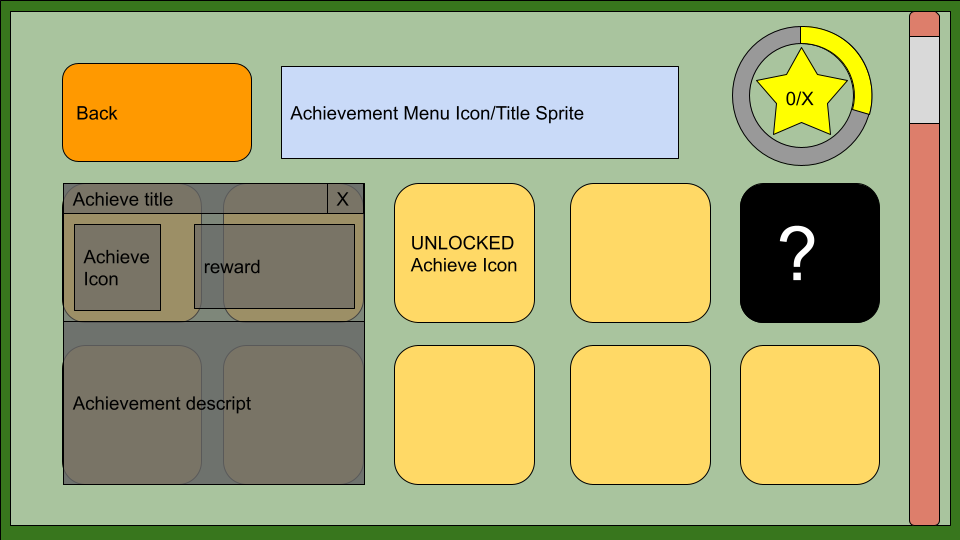 Back
Achievement Menu Icon/Title Sprite
0/X
Achieve title
X
Achieve
Icon
reward
UNLOCKED
Achieve Icon
?
Achievement descript